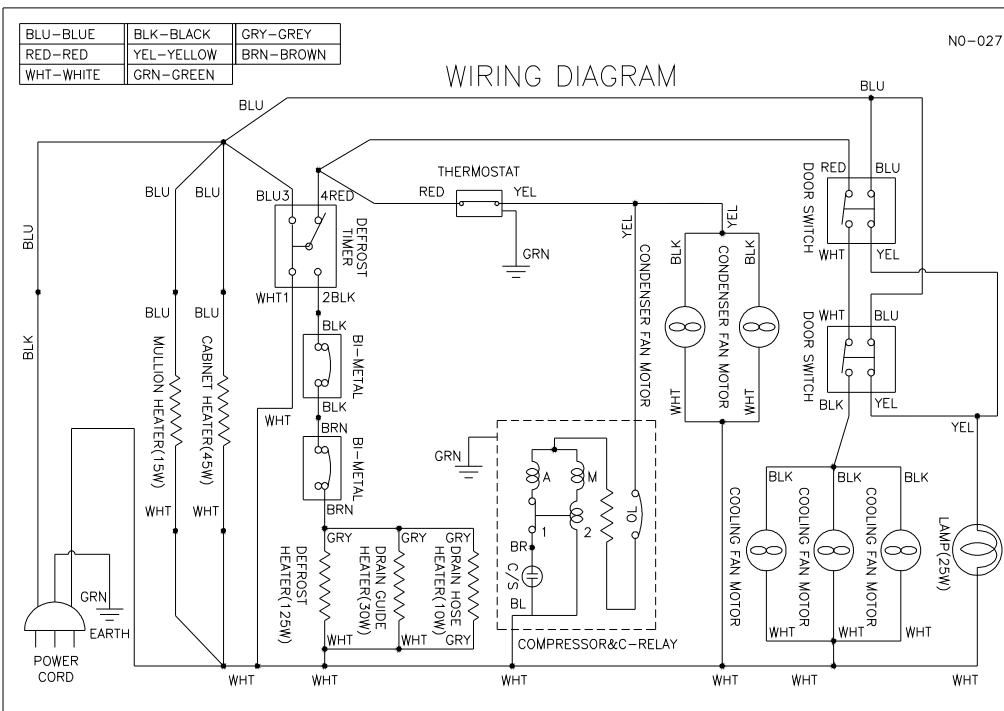 BLU-BLUE BLK-BLACK GRY-GREY
RED-RED YEL-YELLOW BRN-BROWN
WHT-WHITE GRN-GREEN
NO-027
WIRING DIAGRAM
BLU
BLU
BLU
BLK
BLU
BLU
BLU3
4RED
DEFROST
TIMER
WHT1
2BLK
THERMOSTAT
RED
YEL
GRN
YEL
YEL
CONDENSER FAN MOTOR
BLK
CONDENSER FAN MOTOR
BLK
WHT
WHT
RED
BLU
DOOR SWITCH
WHT
YEL
WHT
BLU
DOOR SWITCH
BLK
YEL
YEL
BLU
BLU
MULLION HEATER(15W)
CABINET HEATER(45W)
WHT
WHT
WHT
BLK
BI-METAL
BLK
BRN
BI-METAL
BRN
GRY
GRY
GRY
DEFROST
HEATER(125W)
DRAIN GUIDE
HEATER(30W)
DRAIN HOSE
HEATER(10W)
WHT
WHT
GRY
GRN
A
M
1
2
OL
BR
C/S
BL
COMPRESSOR&C-RELAY
BLK
BLK
BLK
COOLING FAN MOTOR
COOLING FAN MOTOR
COOLING FAN MOTOR
LAMP(25W)
WHT
WHT
WHT
GRN
EARTH
POWER
CORD
WHT
WHT
WHT
WHT
WHT
WHT